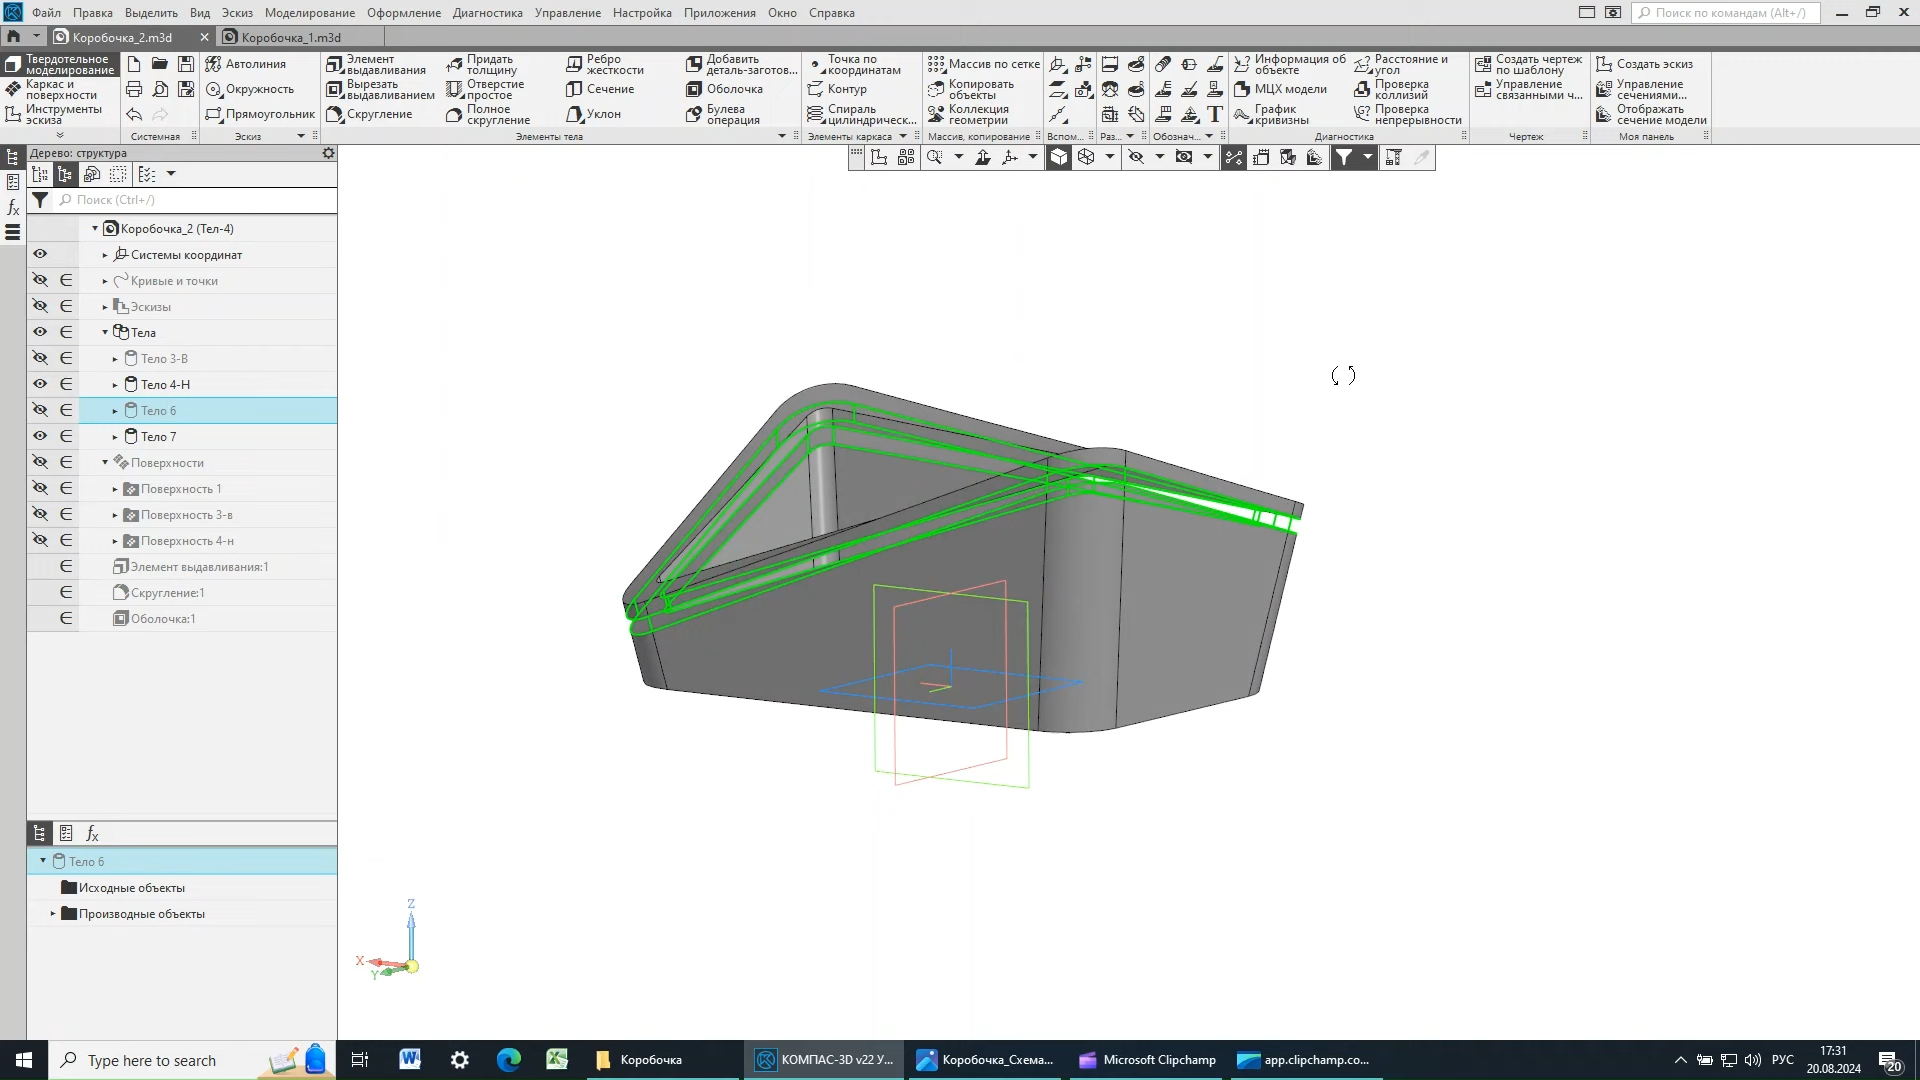 Файл Правка Выделить Вид Эскиз Моделирование Оформление Диагностика Управление Настройка Приложения Окно Справка
Поиск по командам (Alt+/)
Коробочка_2.m3d
Коробочка_1.m3d
Твердотельное моделирование
Каркас и поверхности
Инструменты эскиза
Системная
Автолиния
Окружность
Прямоугольник
Эскиз
Элемент выдавливания
Вырезать выдавливанием
Скругление
Придать толщину
Отверстие простое
Полное скругление
Ребро жесткости
Сечение
Уклон
Добавить деталь-заготов...
Оболочка
Булева операция
Элементы тела
Точка по координатам
Контур
Спираль цилиндрическ...
Элементы каркаса
Массив по сетке
Копировать объекты
Коллекция геометрии
Массив, копирование
Вспом...
Раз...
Обознач...
Информация об объекте
МЦХ модели
График кривизны
Расстояние и угол
Проверка коллизий
Проверка непрерывности
Диагностика
Создать чертеж по шаблону
Управление связанными ч...
Чертеж
Создать эскиз
Управление сечениями...
Отображать сечение модели
Моя панель
Дерево: структура
Поиск (Ctrl+/)
Коробочка_2 (Тел-4)
Системы координат
Кривые и точки
Эскизы
Тела
Тело 3-В
Тело 4-Н
Тело 6
Тело 7
Поверхности
Поверхность 1
Поверхность 3-в
Поверхность 4-н
Элемент выдавливания:1
Скругление:1
Оболочка:1
fx
Тело 6
Исходные объекты
Производные объекты
Z
X
Y
Type here to search
Коробочка
КОМПАС-3D v22 У...
Коробочка_Схема...
Microsoft Clipchamp
app.clipchamp.co...
РУС
17:31
20.08.2024
20